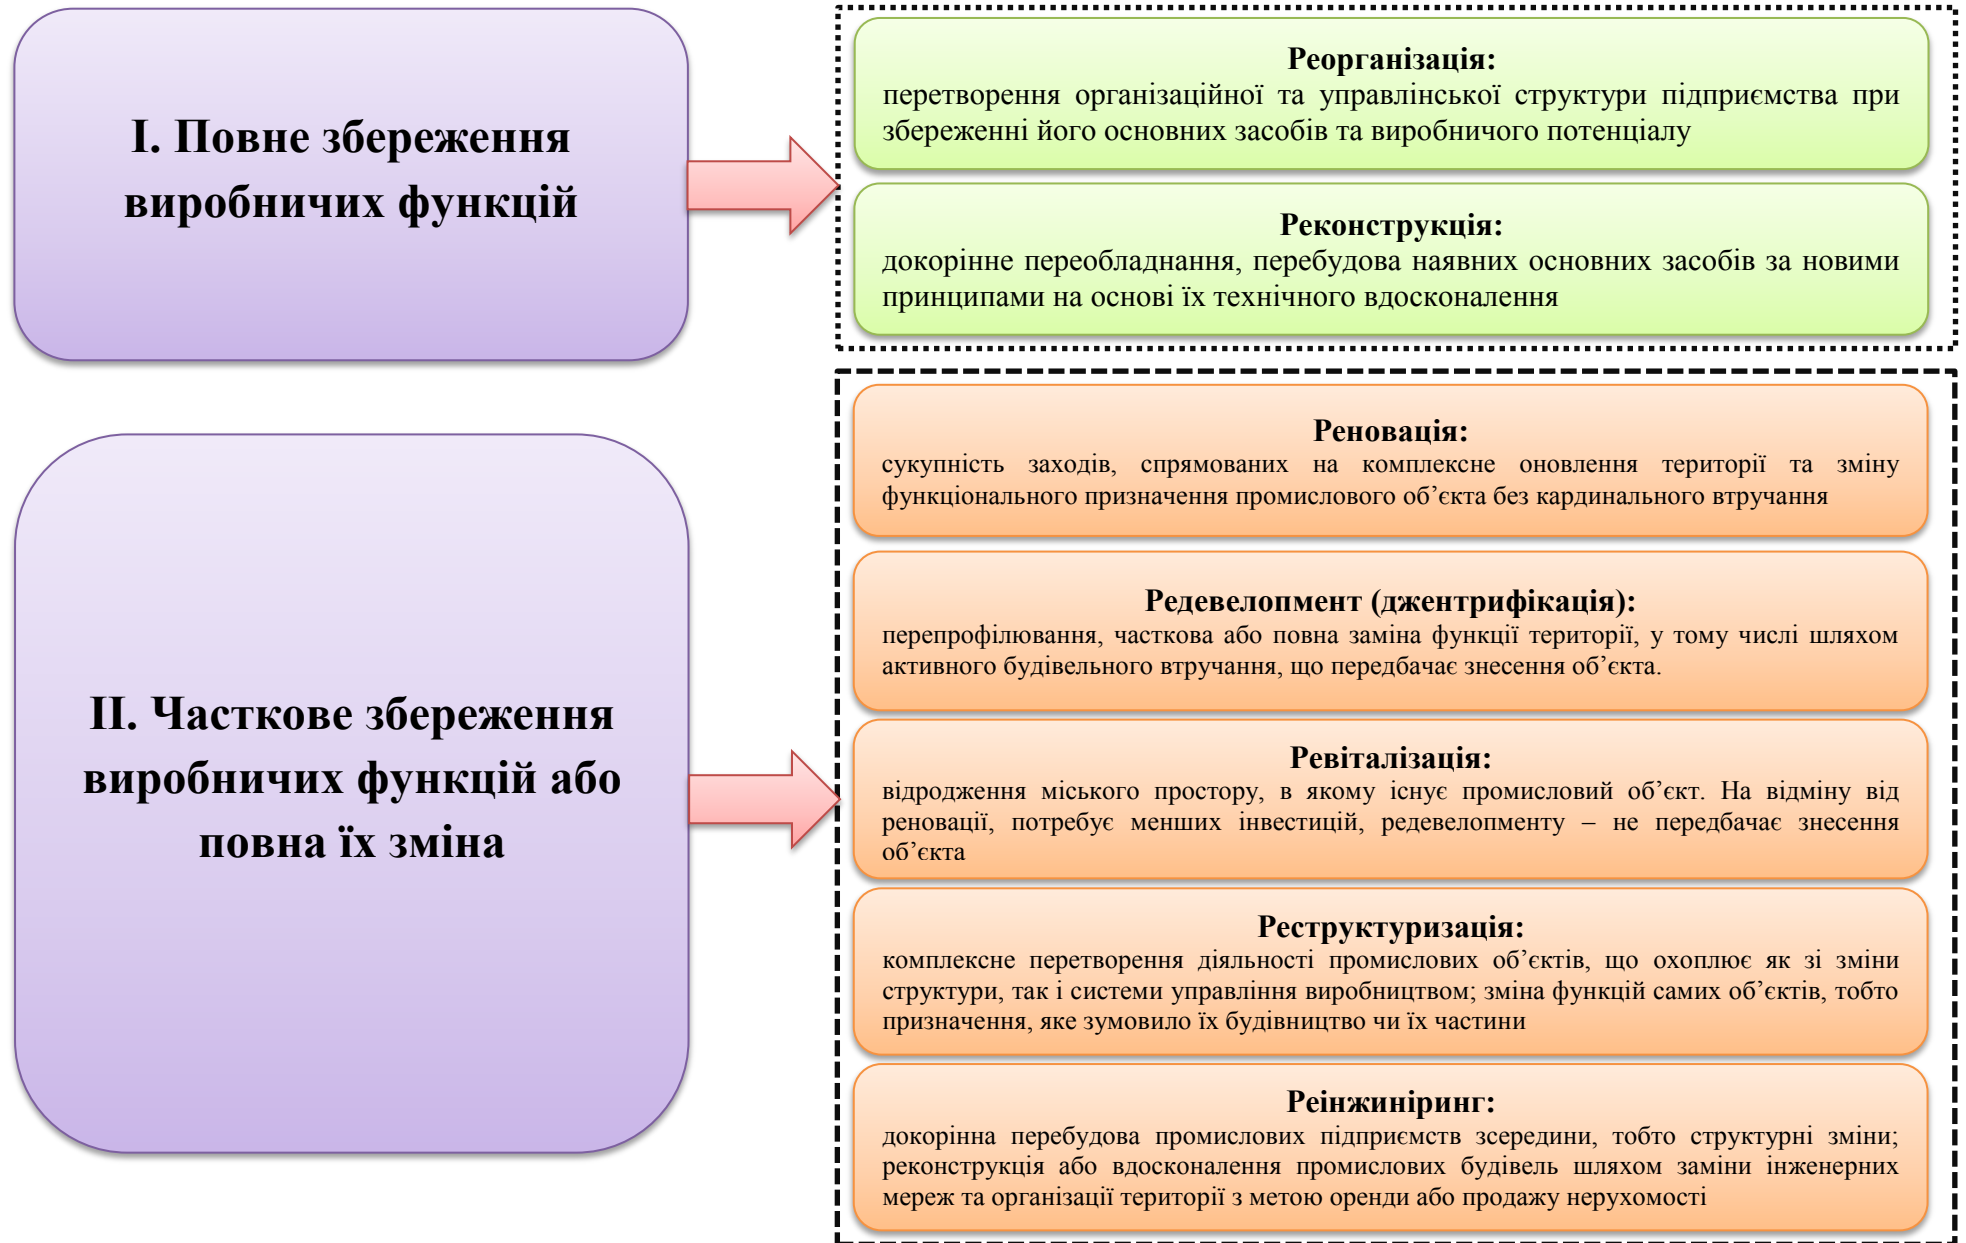 І. Повне збереження
виробничих функцій
Реорганізація:
перетворення організаційної та управлінської структури підприємства при
збереженні його основних засобів та виробничого потенціалу
Реконструкція:
докорінне переобладнання, перебудова наявних основних засобів за новими
принципами на основі їх технічного вдосконалення
ІІ. Часткове збереження
виробничих функцій або
повна їх зміна
Реновація:
сукупність заходів, спрямованих на комплексне оновлення території та зміну
функціонального призначення промислового об’єкта без кардинального втручання
Редевелопмент (джентрифікація):
перепрофілювання, часткова або повна заміна функції території, у тому числі шляхом
активного будівельного втручання, що передбачає знесення об’єкта.
Ревіталізація:
відродження міського простору, в якому існує промисловий об’єкт. На відміну від
реновації, потребує менших інвестицій, редевелопменту – не передбачає знесення
об’єкта
Реструктуризація:
комплексне перетворення діяльності промислових об’єктів, що охоплює як зі зміни
структури, так і системи управління виробництвом; зміна функцій самих об’єктів, тобто
призначення, яке зумовило їх будівництво чи їх частини
Реінжиніринг:
докорінна перебудова промислових підприємств зсередини, тобто структурні зміни;
реконструкція або вдосконалення промислових будівель шляхом заміни інженерних
мереж та організації території з метою оренди або продажу нерухомості